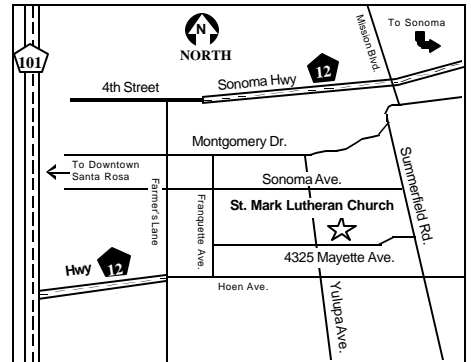 N
NORTH
101
Mission Blvd.
To Sonoma
12
Sonoma Hwy
4th Street
Montgomery Dr.
To Downtown
Santa Rosa
Sonoma Ave.
Farmer's Lane
Franquette Ave.
Summerfield Rd.
St. Mark Lutheran Church
4325 Mayette Ave.
Hwy 12
Hoen Ave.
Yulupa Ave.